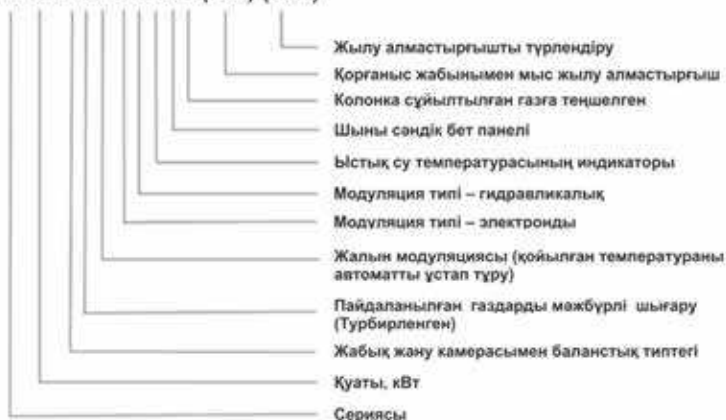 Жылу алмастырғышты түрлендіру
Қорғаныс жабынымен мыс жылу алмастырғыш
Колонка сұйылтылған газға теңшелген
Шыны сәндік бет панелі
Ыстық су температурасының индикаторы
Модуляция типі – гидравликалық
Модуляция типі – электронды
Жалын модуляциясы (қойылған температураны
автоматты ұстап тұру)
Пайдаланылған газдарды мәжбүрлі шығару
(Турбирленген)
Жабық жану камерасымен баланстық типтегі
Қуаты, кВт
Сериясы